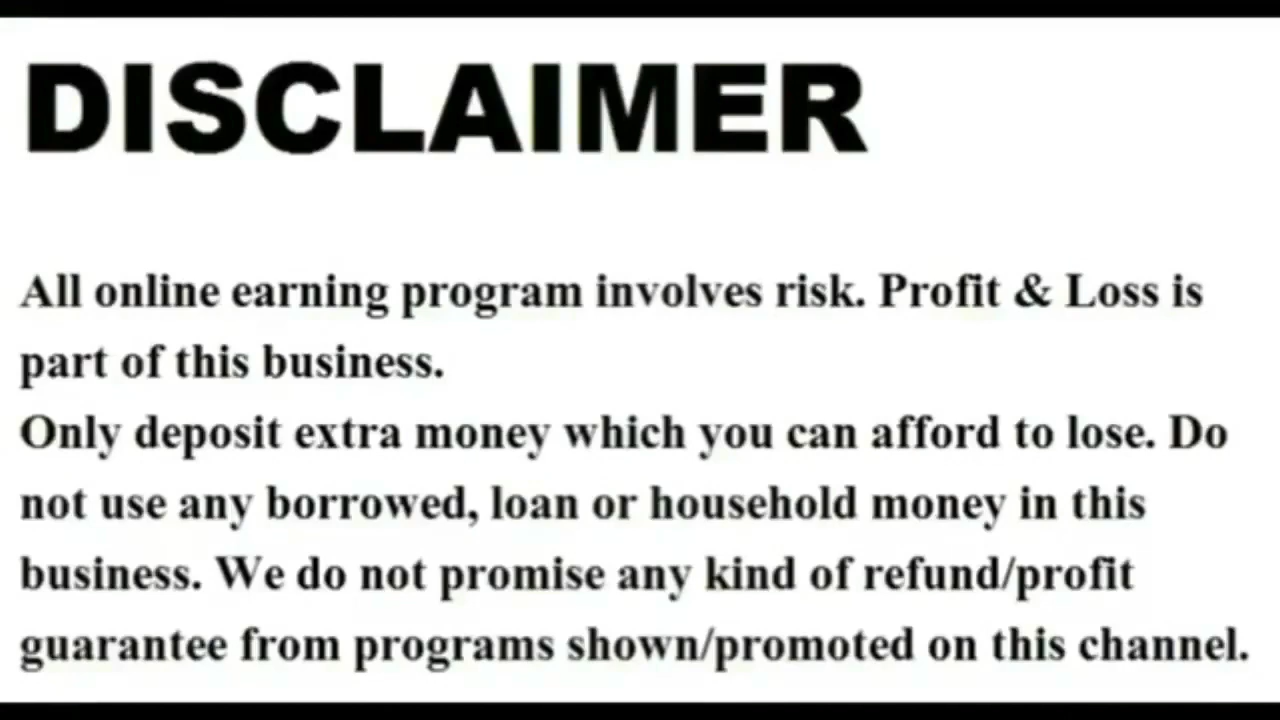 DISCLAIMER
All online earning program involves risk. Profit & Loss is
part of this business.
Only deposit extra money which you can afford to lose. Do
not use any borrowed, loan or household money in this
business. We do not promise any kind of refund/profit
guarantee from programs shown/promoted on this channel.